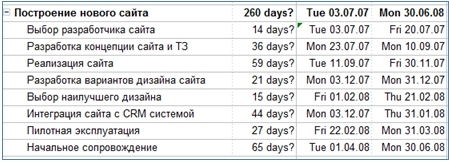 Построение нового сайта 260 days? Tue 03.07.07 Mon 30.06.08
Выбор разработчика сайта 14 days? Tue 03.07.07 Fri 20.07.07
Разработка концепции сайта и ТЗ 36 days? Mon 23.07.07 Mon 10.09.07
Реализация сайта 59 days? Tue 11.09.07 Fri 30.11.07
Разработка вариантов дизайна сайта 21 days? Mon 03.12.07 Mon 31.12.07
Выбор наилучшего дизайна 15 days? Fri 01.02.08 Thu 21.02.08
Интеграция сайта с CRM системой 44 days? Mon 03.12.07 Thu 31.01.08
Пилотная эксплуатация 27 days? Fri 22.02.08 Mon 31.03.08
Начальное сопровождение 65 days? Tue 01.04.08 Mon 30.06.08